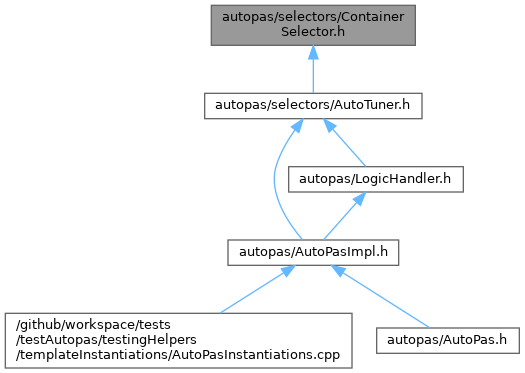 autopas/selectors/Container
Selector.h
autopas/selectors/AutoTuner.h
autopas/LogicHandler.h
autopas/AutoPasImpl.h
/github/workspace/tests
/testAutopas/testingHelpers
/templateInstantiations/AutoPasInstantiations.cpp
autopas/AutoPas.h